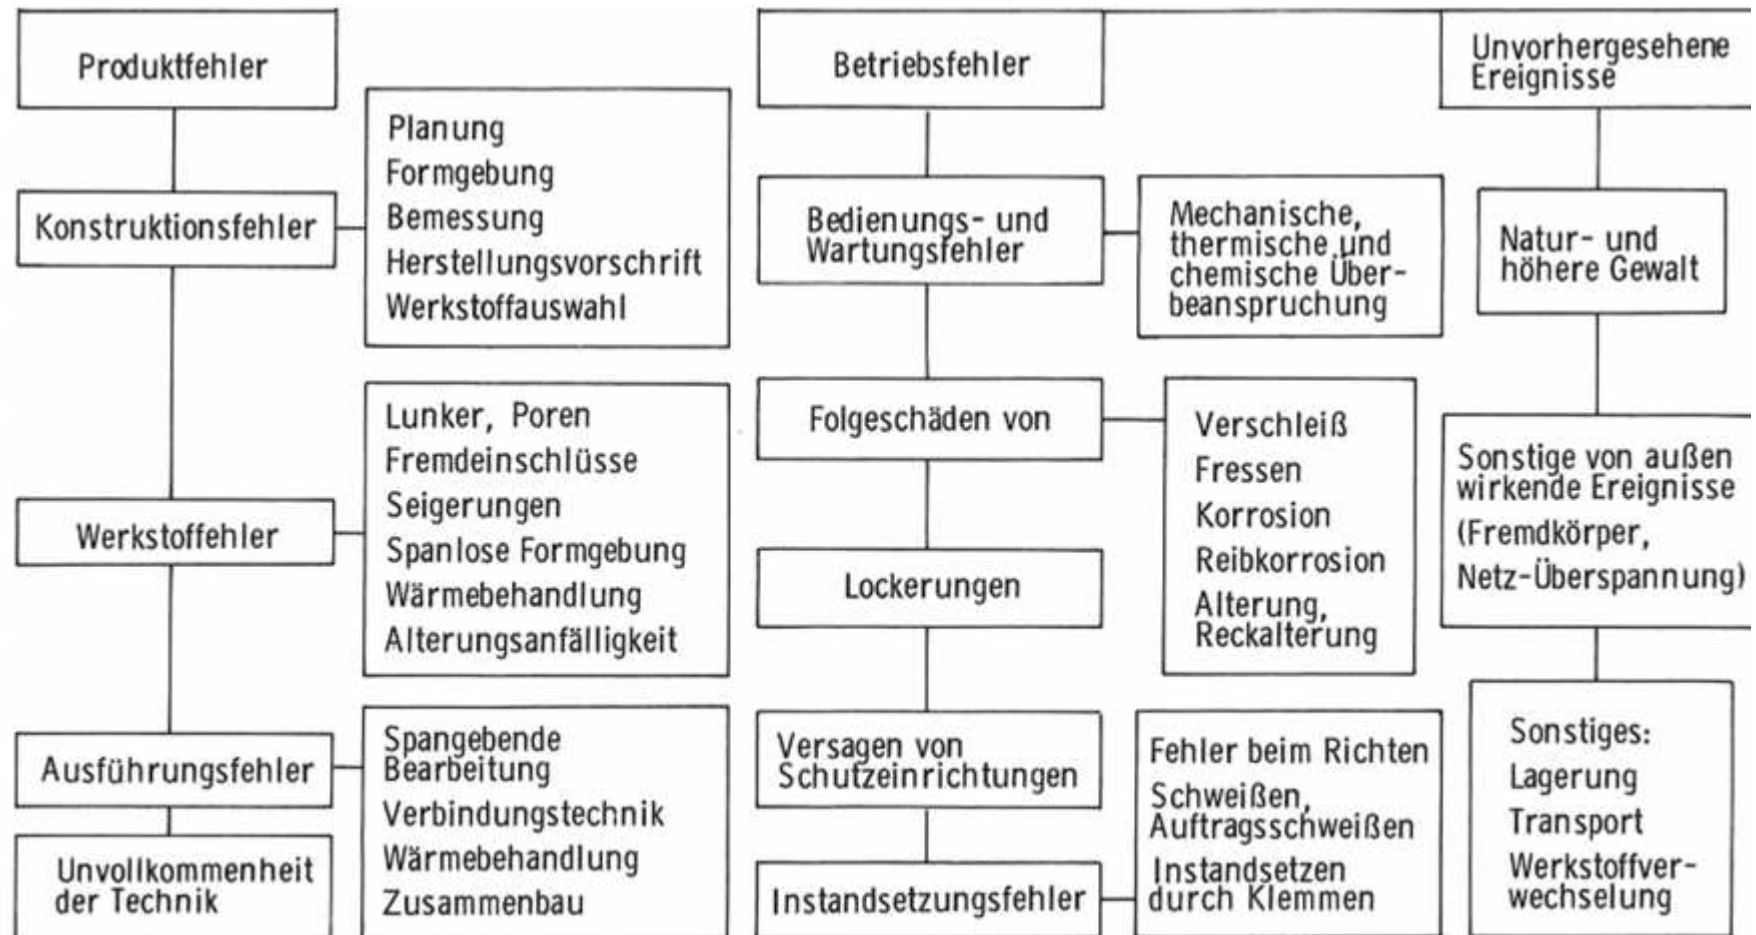 Produktfehler
Konstruktionsfehler
Planung
Formgebung
Bemessung
Herstellungsvorschrift
Werkstoffauswahl
Werkstoffehler
Lunker, Poren
Fremdeinschlüsse
Seigerungen
Spanlose Formgebung
Wärmebehandlung
Alterungsanfälligkeit
Ausführungsfehler
Spangebende
Bearbeitung
Verbindungstechnik
Wärmebehandlung
Zusammenbau
Unvollkommenheit
der Technik
Betriebsfehler
Bedienungs- und
Wartungsfehler
Mechanische,
thermische und
chemische Über-
beanspruchung
Folgeschäden von
Verschleiß
Fressen
Korrosion
Reibkorrosion
Alterung,
Reckalterung
Lockerungen
Versagen von
Schutzeinrichtungen
Instandsetzungsfehler
Fehler beim Richten
Schweißen,
Auftragsschweißen
Instandsetzen
durch Klemmen
Unvorhergesehene
Ereignisse
Natur- und
höhere Gewalt
Sonstige von außen
wirkende Ereignisse
(Fremdkörper,
Netz-Überspannung)
Sonstiges:
Lagerung
Transport
Werkstoffver-
wechselung